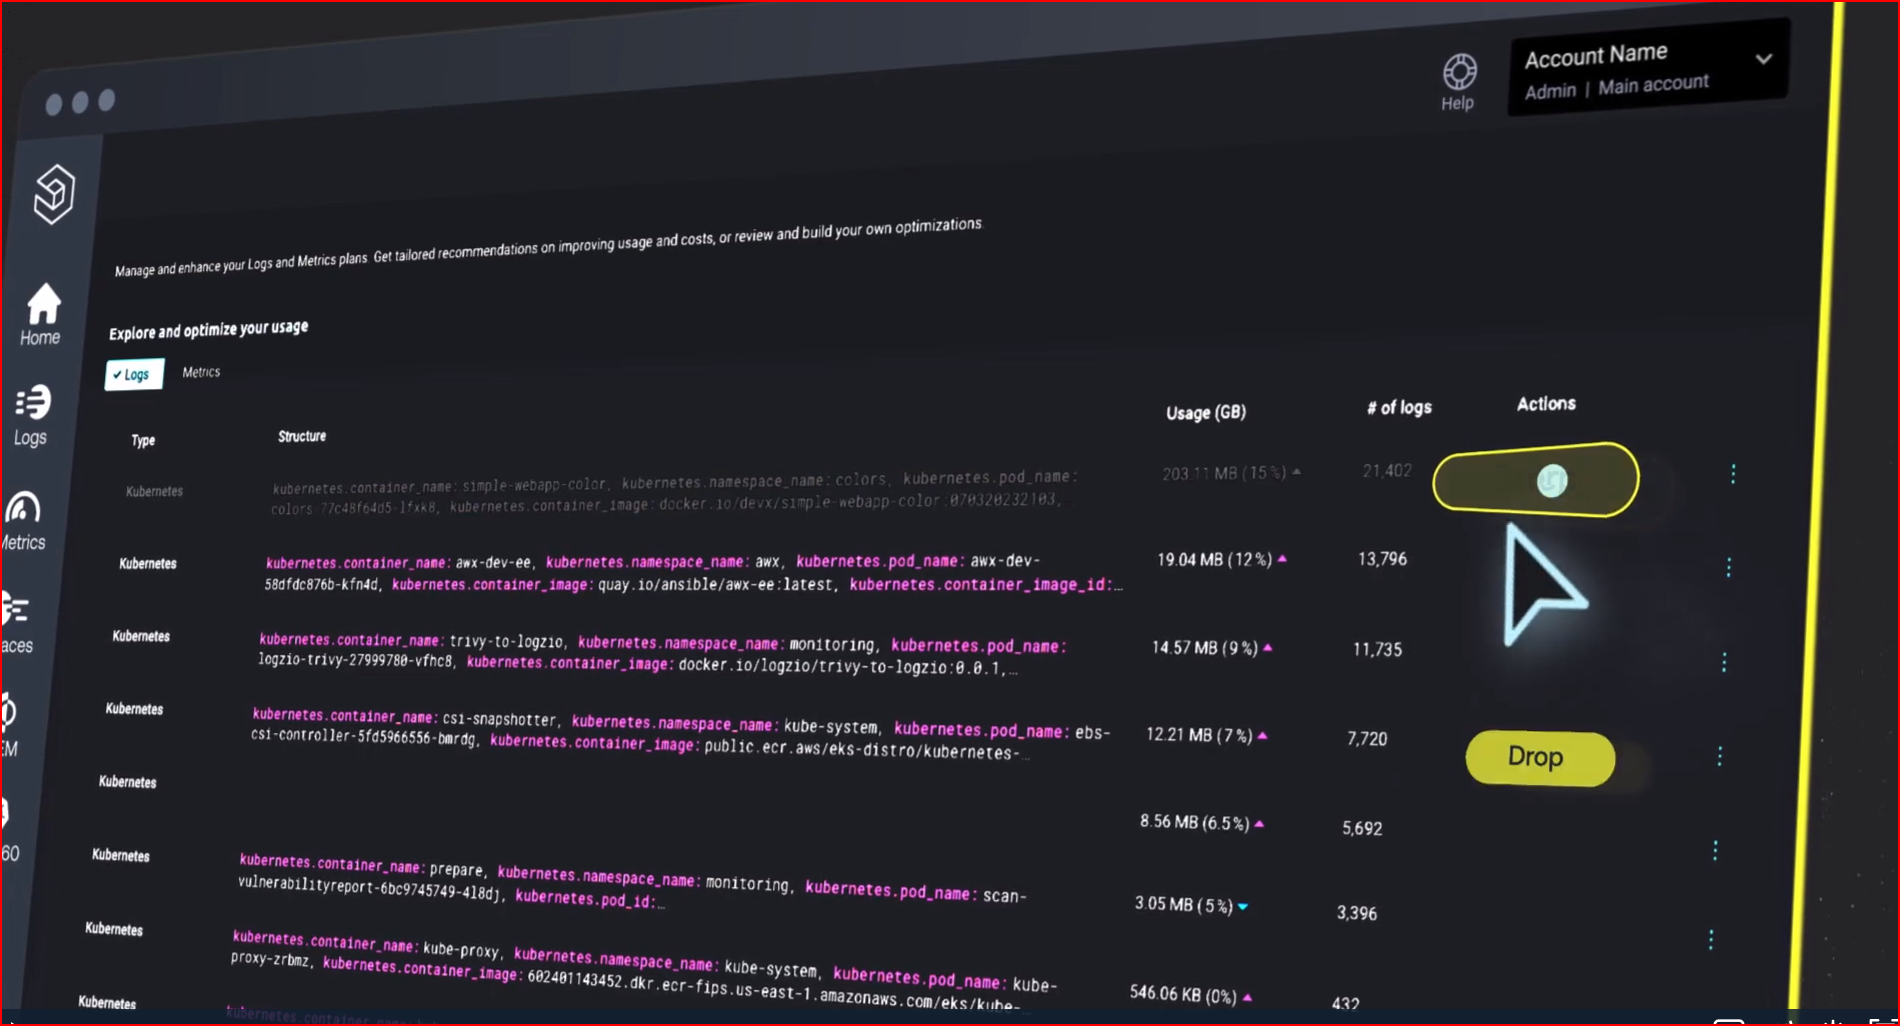 Account Name
Admin | Main account
Help
Manage and enhance your Logs and Metrics plans. Get tailored recommendations on improving usage and costs, or review and build your own optimizations.
Home
Explore and optimize your usage
Logs
Metrics
Logs
Type
Structure
Usage (GB)
# of logs
Actions
Kubernetes
kubernetes.container_name: simple-webapp-color, kubernetes.namespace_name: colors, kubernetes.pod_name:
colors-77c48f64d5-lfxk8, kubernetes.container_image: docker.io/devx/simple-webapp-color:070320232103,…
203.11 MB (15%)
21,402
Metrics
Kubernetes
kubernetes.container_name: awx-dev-ee, kubernetes.namespace_name: awx, kubernetes.pod_name: awx-dev-
58dfdc876b-kfn4d, kubernetes.container_image: quay.io/ansible/awx-ee:latest, kubernetes.container_image_id:…
19.04 MB (12%)
13,796
aces
Kubernetes
kubernetes.container_name: trivy-to-logzio, kubernetes.namespace_name: monitoring, kubernetes.pod_name:
logzio-trivy-27999780-vfhc8, kubernetes.container_image: docker.io/logzio/trivy-to-logzio:0.0.1,…
14.57 MB (9%)
11,735
EM
Kubernetes
kubernetes.container_name: csi-snapshotter, kubernetes.namespace_name: kube-system, kubernetes.pod_name: ebs-
csi-controller-5fd5966556-bmrdg, kubernetes.container_image: public.ecr.aws/eks-distro/kubernetes-…
12.21 MB (7%)
7,720
Drop
Kubernetes
8.56 MB (6.5%)
5,692
60
Kubernetes
kubernetes.container_name: prepare, kubernetes.namespace_name: monitoring, kubernetes.pod_name: scan-
vulnerabilityreport-6bc9745749-4l8dj, kubernetes.pod_id:…
3.05 MB (5%)
3,396
Kubernetes
kubernetes.container_name: kube-proxy, kubernetes.namespace_name: kube-system, kubernetes.pod_name: kube-
proxy-zrbmz, kubernetes.container_image: 602401143452.dkr.ecr-fips.us-east-1.amazonaws.com/eks/kube-…
546.06 KB (0%)
432
Kubernetes